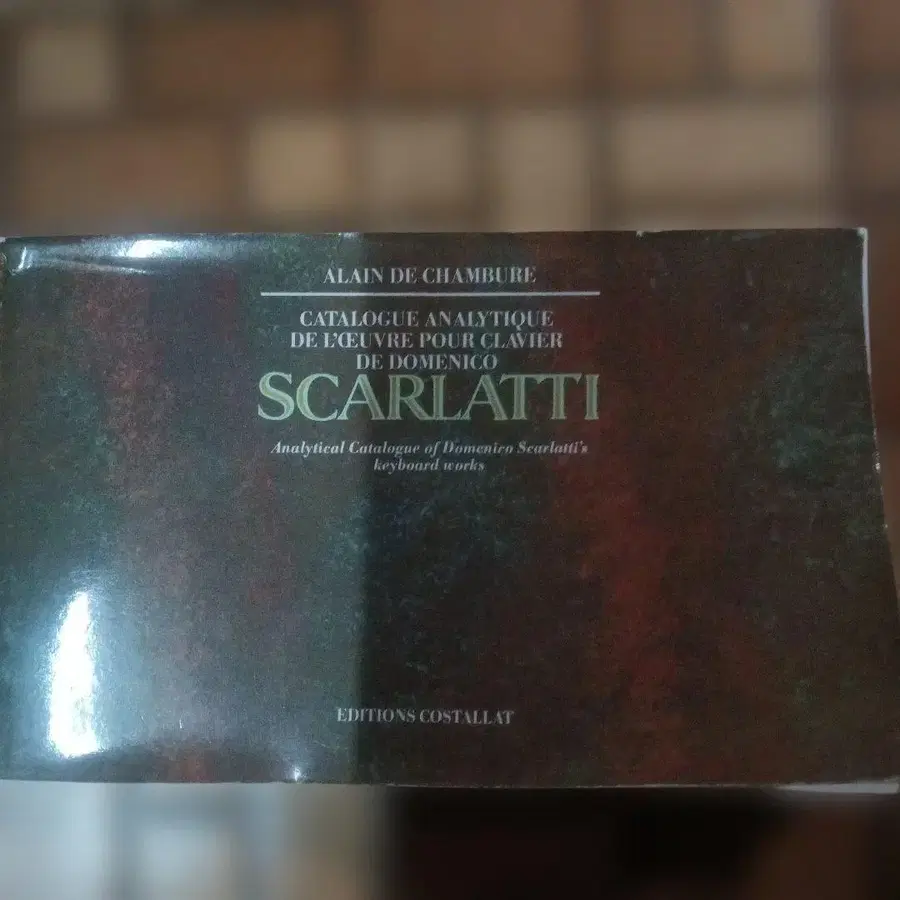 ALAIN DE CHAMBURE
CATALOGUE ANALYTIQUE
DE L'ŒUVRE POUR CLAVIER
DE DOMENICO
SCARLATTI
Analytical Catalogue of Domenico Scarlatti's
keyboard works
EDITIONS COSTALLAT